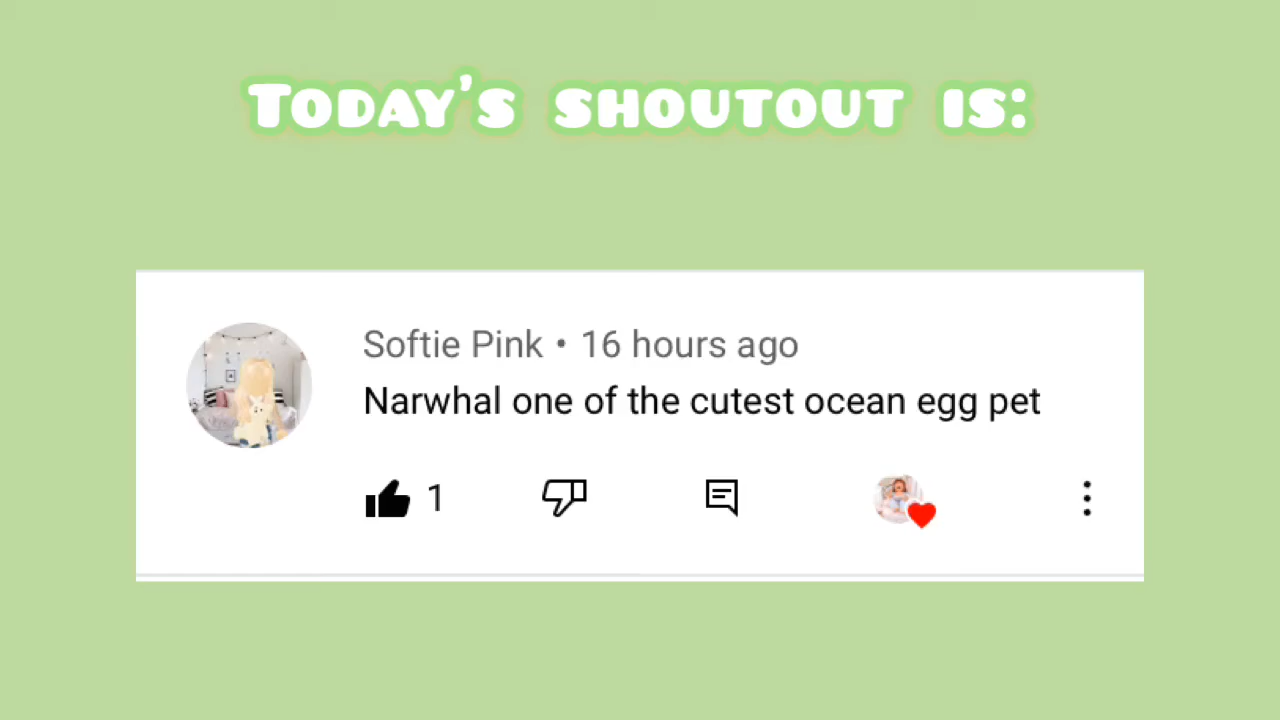 Today's shoutout is:
Softie Pink • 16 hours ago
Narwhal one of the cutest ocean egg pet
1